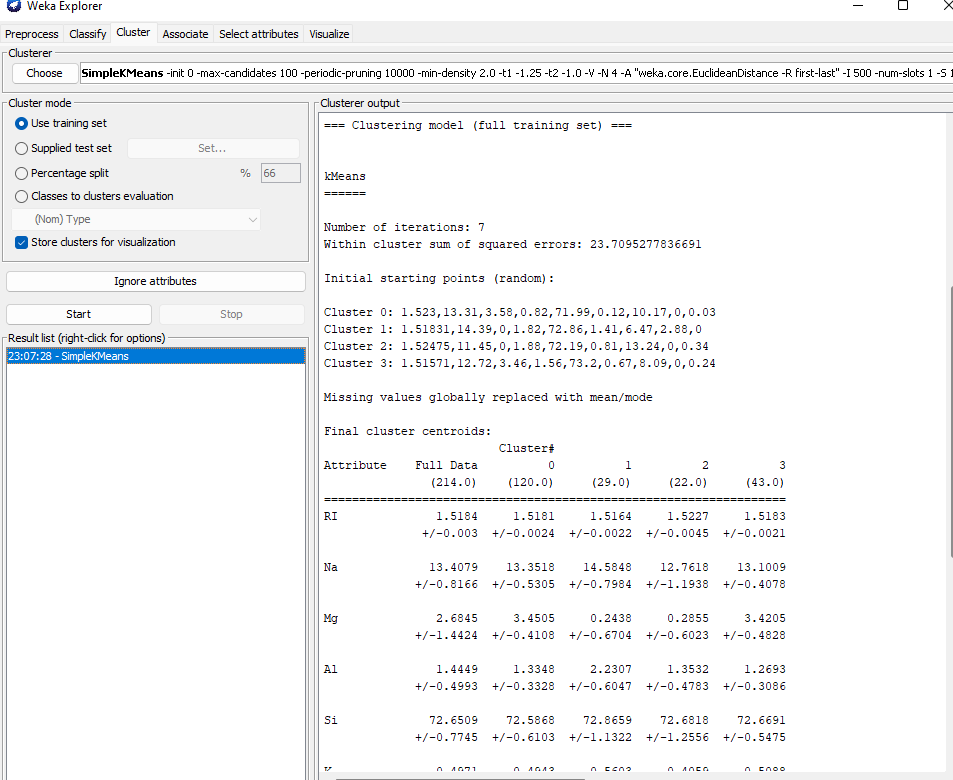 Weka Explorer
Preprocess Classify Cluster Associate Select attributes Visualize
Clusterer
Choose SimpleKMeans -init 0 -max-candidates 100 -periodic-pruning 10000 -min-density 2.0 -t1 -1.25 -t2 -1.0 -V -N 4 -A "weka.core.EuclideanDistance -R first-last" -I 500 -num-slots 1 -S 1
Cluster mode
Use training set
Supplied test set Set...
Percentage split % 66
Classes to clusters evaluation
(Nom) Type
Store clusters for visualization
Ignore attributes
Start Stop
Result list (right-click for options)
23:07:28 - SimpleKMeans
Clusterer output
=== Clustering model (full training set) ===
kMeans
======
Number of iterations: 7
Within cluster sum of squared errors: 23.7095277836691
Initial starting points (random):
Cluster 0: 1.523,13.31,3.58,0.82,71.99,0.12,10.17,0,0.03
Cluster 1: 1.51831,14.39,0,1.82,72.86,1.41,6.47,2.88,0
Cluster 2: 1.52475,11.45,0,1.88,72.19,0.81,13.24,0,0.34
Cluster 3: 1.51571,12.72,3.46,1.56,73.2,0.67,8.09,0,0.24
Missing values globally replaced with mean/mode
Final cluster centroids:
Cluster#
Attribute Full Data 0 1 2 3
(214.0) (120.0) (29.0) (22.0) (43.0)
==================================================================
RI 1.5184 1.5181 1.5164 1.5227 1.5183
+/-0.003 +/-0.0024 +/-0.0022 +/-0.0045 +/-0.0021
Na 13.4079 13.3518 14.5848 12.7618 13.1009
+/-0.8166 +/-0.5305 +/-0.7984 +/-1.1938 +/-0.4078
Mg 2.6845 3.4505 0.2438 0.2855 3.4205
+/-1.4424 +/-0.4108 +/-0.6704 +/-0.6023 +/-0.4828
Al 1.4449 1.3348 2.2307 1.3532 1.2693
+/-0.4993 +/-0.3328 +/-0.6047 +/-0.4783 +/-0.3086
Si 72.6509 72.5868 72.8659 72.6818 72.6691
+/-0.7745 +/-0.6103 +/-1.1322 +/-1.2556 +/-0.5475